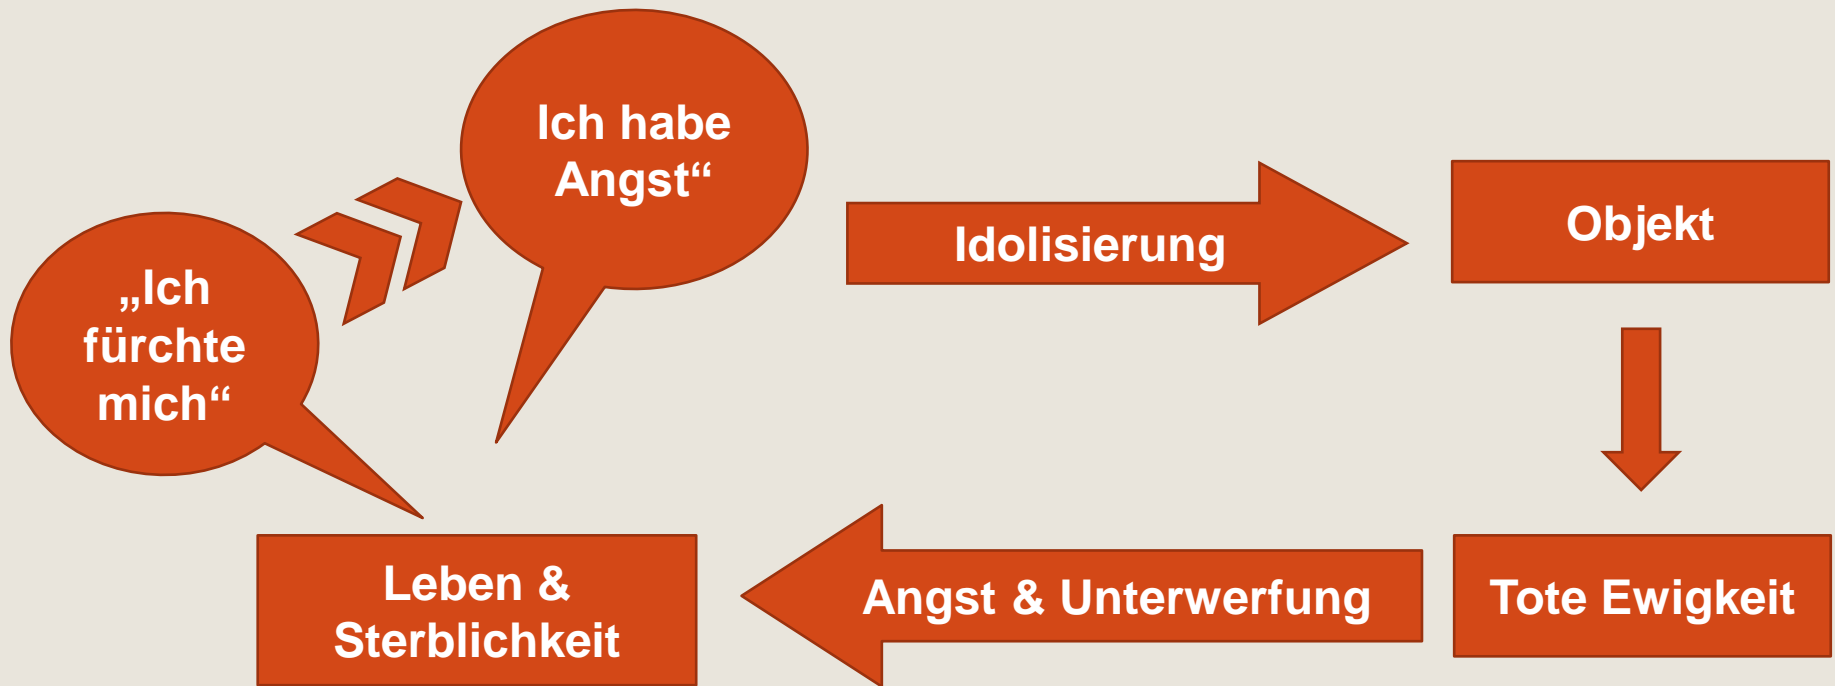 „Ich
fürchte
mich“
Ich habe
Angst“
Idolisierung
Objekt
Tote Ewigkeit
Angst & Unterwerfung
Leben &
Sterblichkeit